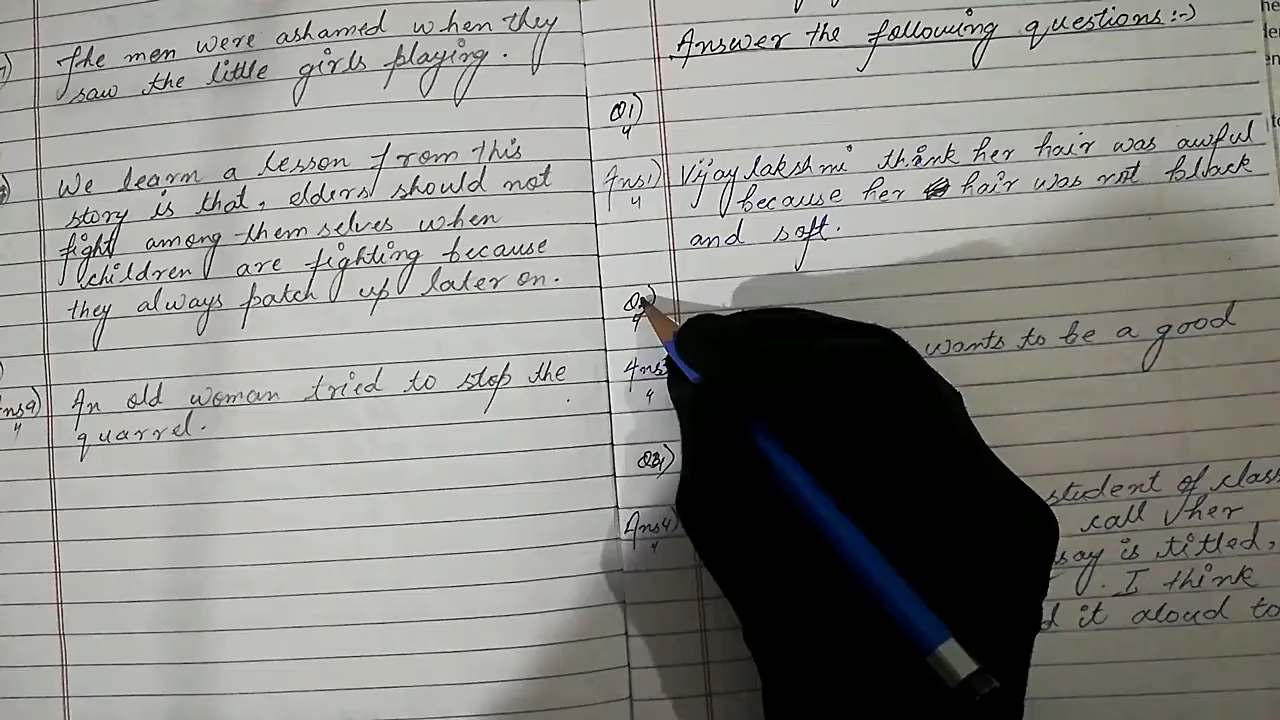 The men were ashamed when they
saw the little girls playing.
We learn a lesson from this
story is that, elders should not
fight among themselves when
children are fighting because
they always patch up later on.
Ans9) An old woman tried to stop the
quarrel.
Answer the following questions:-)
Q1)
Ans1) Vijaylakshmi think her hair was awful
because her hair was not black
and soft.
wants to be a good
Q3)
Ans4)
student of class
call her
say is titled,
I think
it aloud to